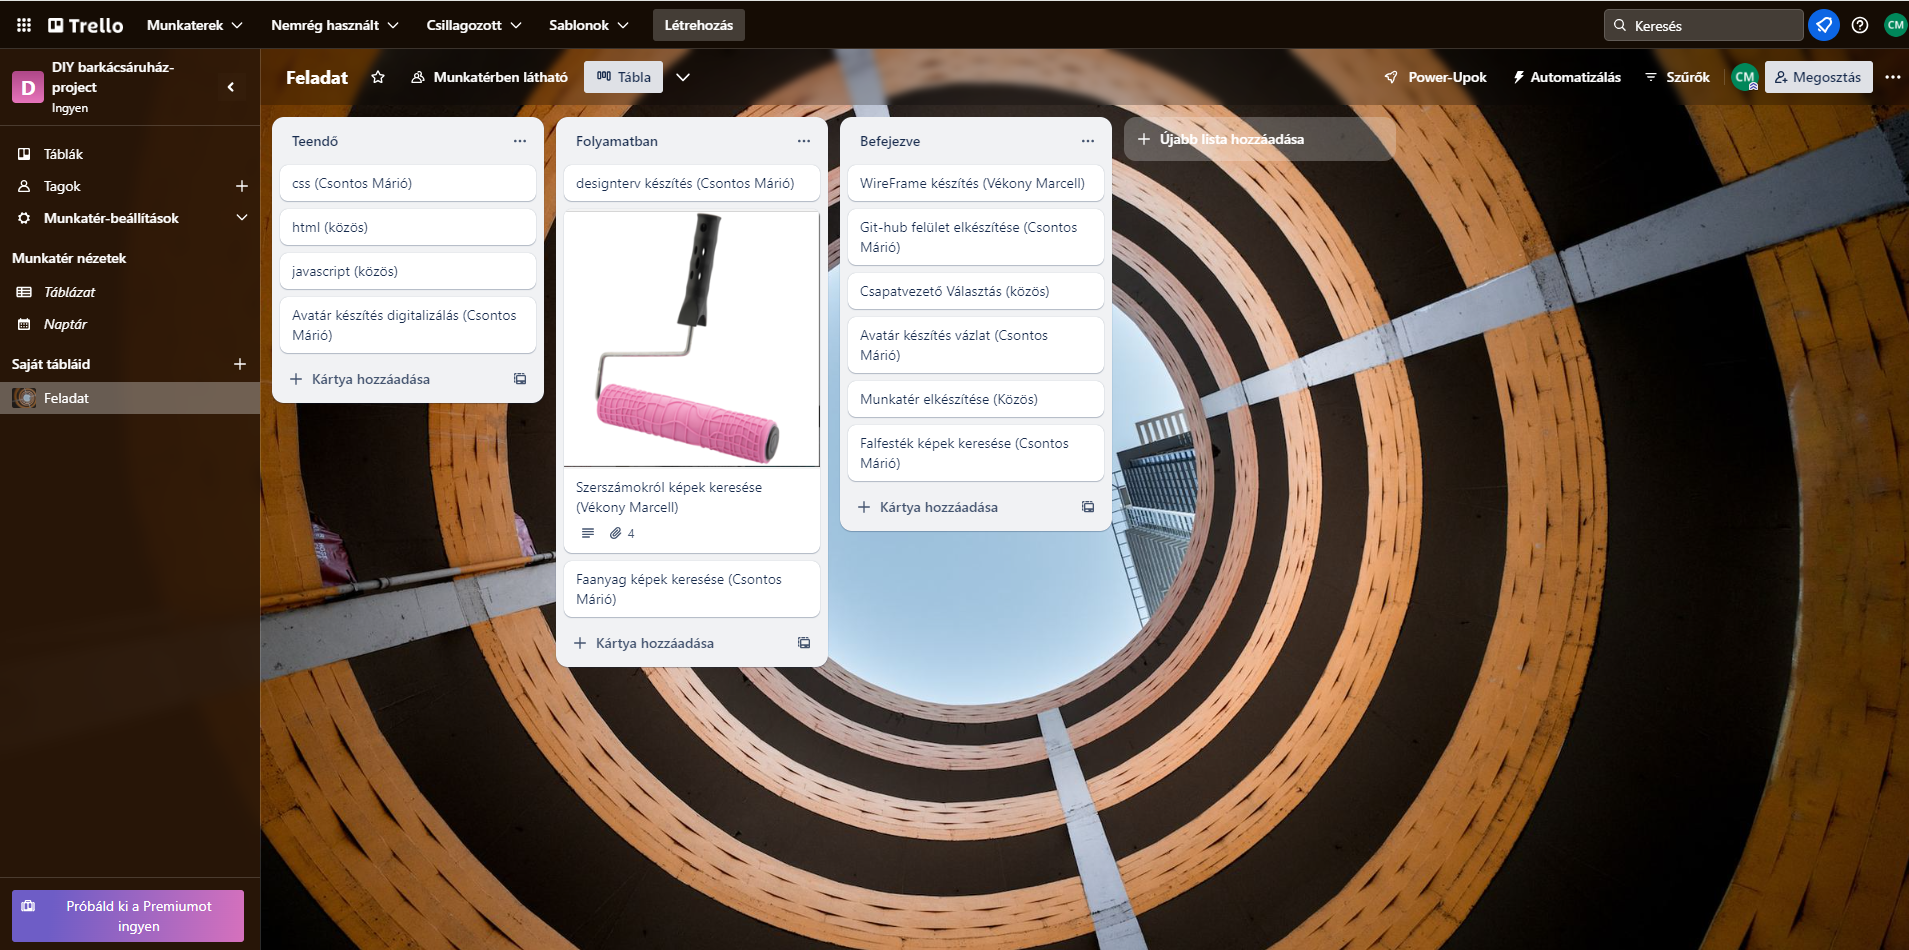 Trello
Munkaterek
Nemrég használt
Csillagozott
Sablonok
Létrehozás
Keresés
CM
D
DIY barkácsáruház-
project
Ingyen
Táblák
Tagok
Munkatér-beállítások
Munkatér nézetek
Táblázat
Naptár
Saját tábláid
Feladat
Próbáld ki a Premiumot
ingyen
Feladat
Munkatérben látható
Tábla
Power-Upok
Automatizálás
Szűrők
CM
Megosztás
Teendő
css (Csontos Márió)
html (közös)
javascript (közös)
Avatár készítés digitalizálás (Csontos
Márió)
Kártya hozzáadása
Folyamatban
designterv készítés (Csontos Márió)
Szerszámokról képek keresése
(Vékony Marcell)
4
Faanyag képek keresése (Csontos
Márió)
Kártya hozzáadása
Befejezve
WireFrame készítés (Vékony Marcell)
Git-hub felület elkészítése (Csontos
Márió)
Csapatvezető Választás (közös)
Avatár készítés vázlat (Csontos
Márió)
Munkatér elkészítése (Közös)
Falfesték képek keresése (Csontos
Márió)
Kártya hozzáadása
Újabb lista hozzáadása